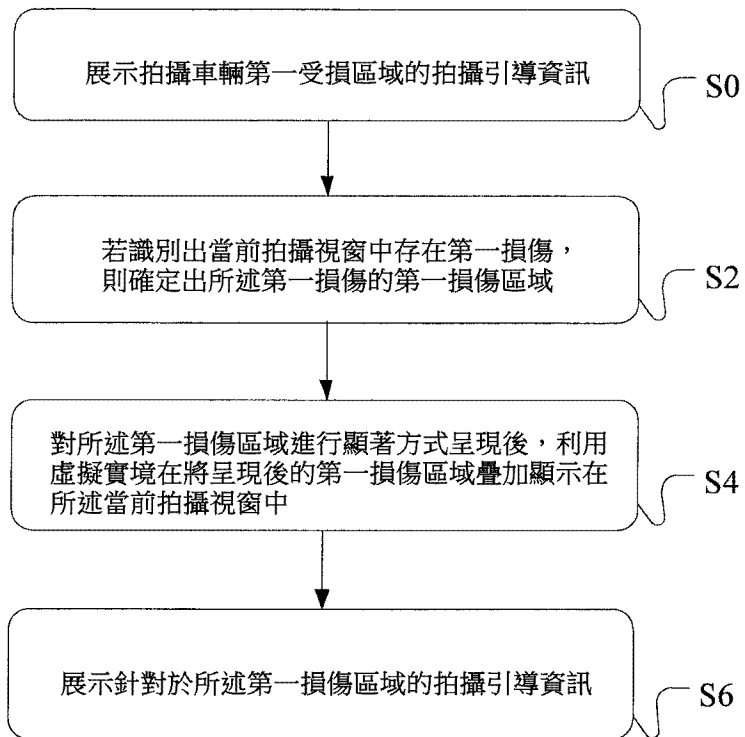 展示拍攝車輛第一受損區域的拍攝引導資訊
S0
若識別出當前拍攝視窗中存在第一損傷，
則確定出所述第一損傷的第一損傷區域
S2
對所述第一損傷區域進行顯著方式呈現後，利用
虛擬實境在將呈現後的第一損傷區域疊加顯示在
所述當前拍攝視窗中
S4
展示針對於所述第一損傷區域的拍攝引導資訊
S6